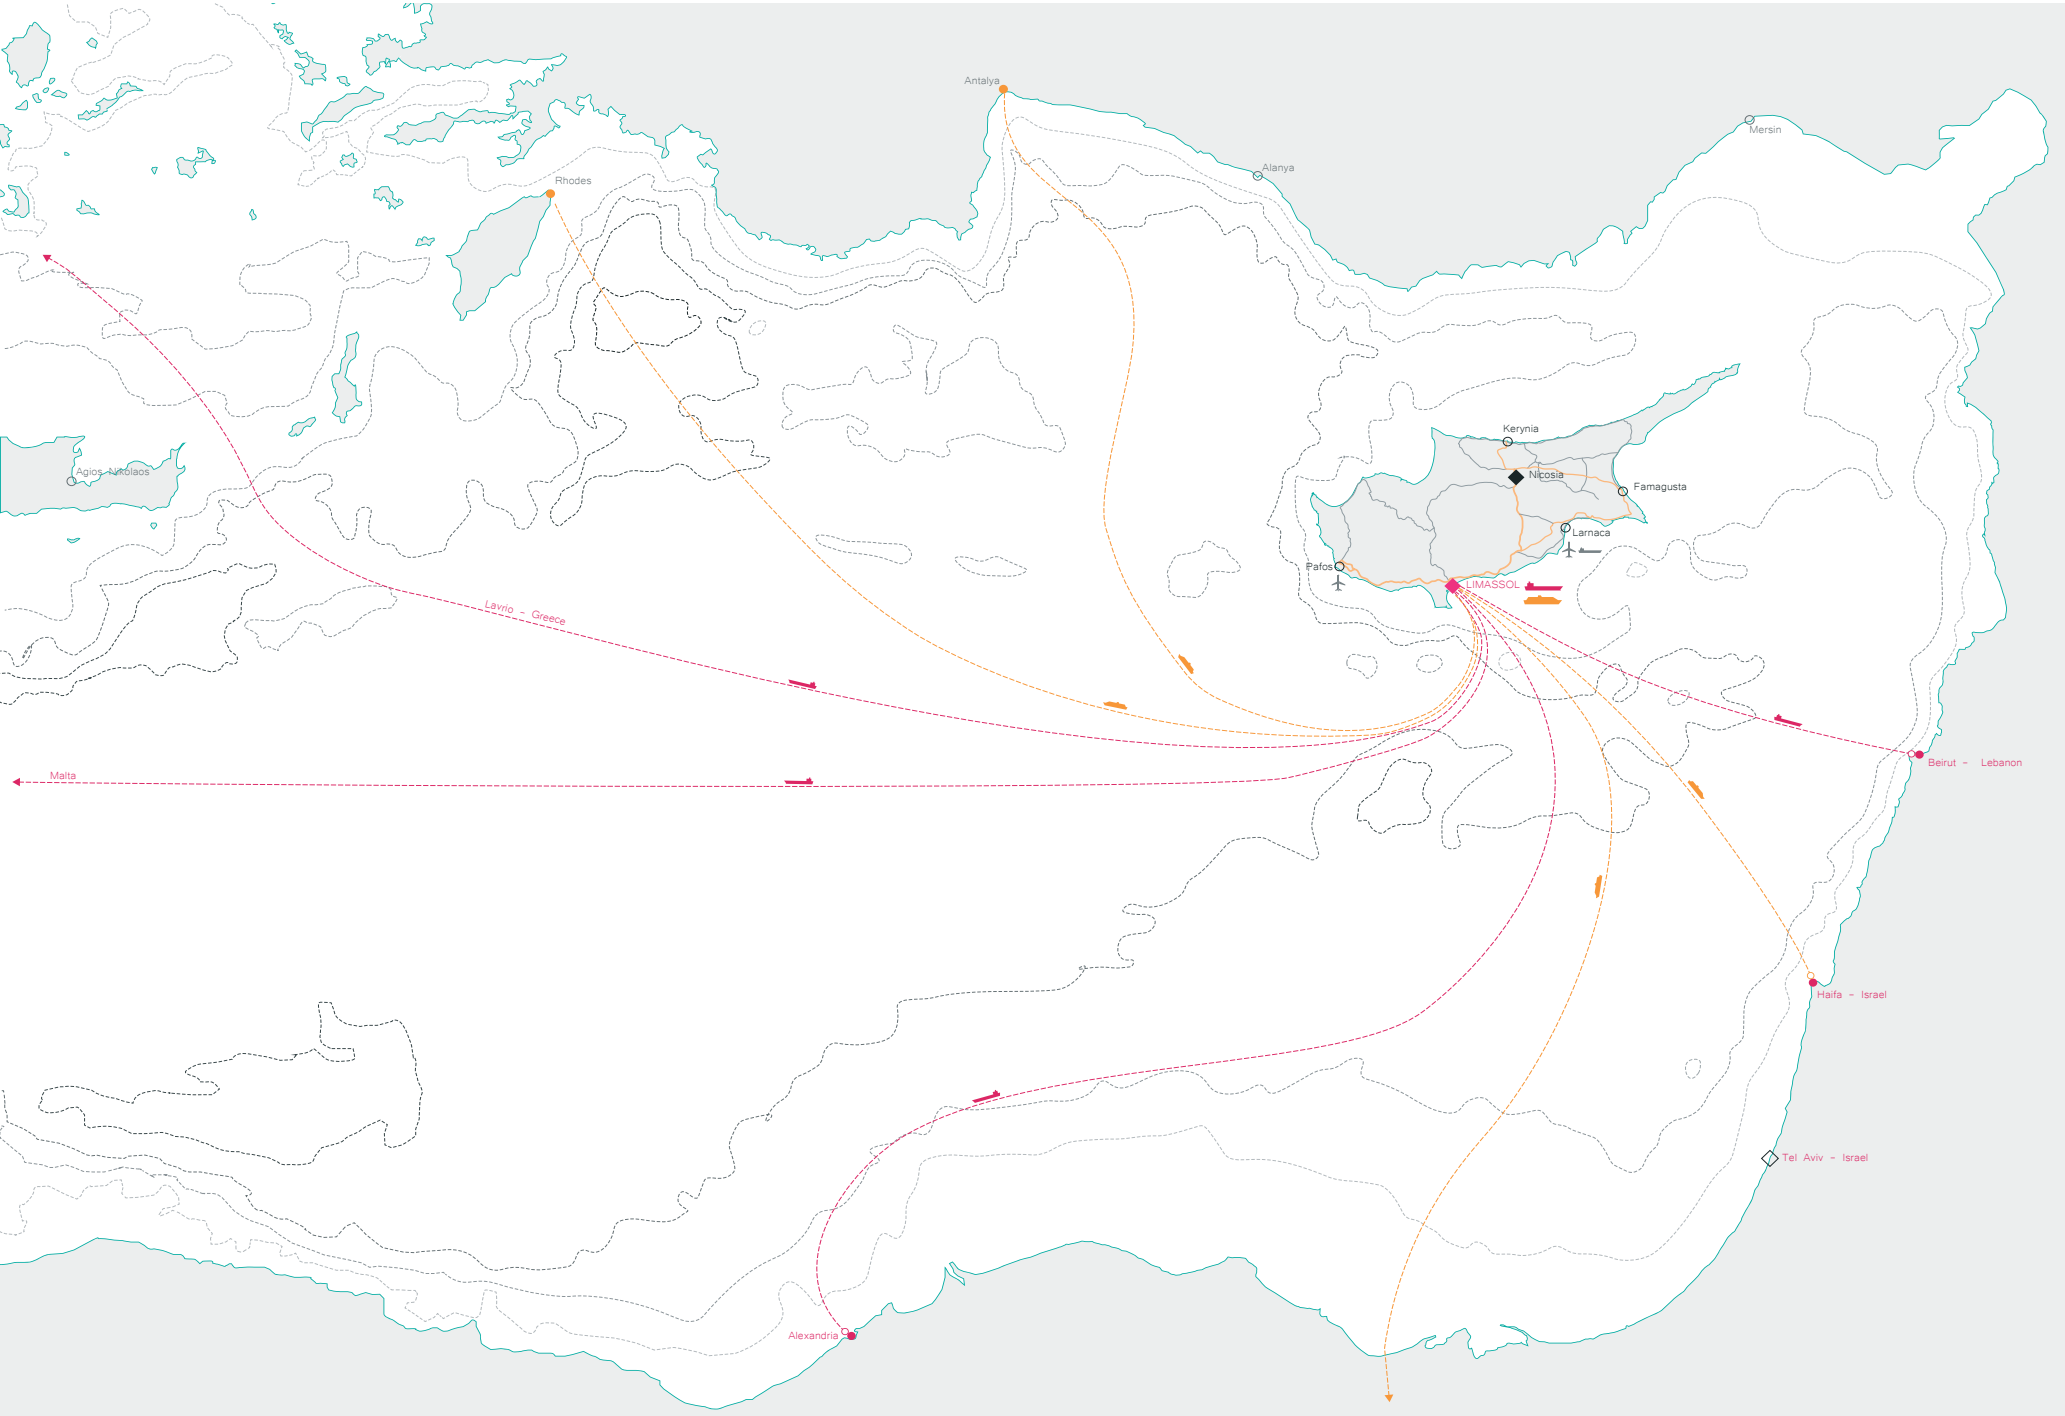 Antalya
Mersin
Alanya
Rhodes
Kerynia
Agios Nikolaos
Nicosia
Famagusta
Larnaca
Pafos
LIMASSOL
Lavrio - Greece
Malta
Beirut - Lebanon
Haifa - Israel
Tel Aviv - Israel
Alexandria